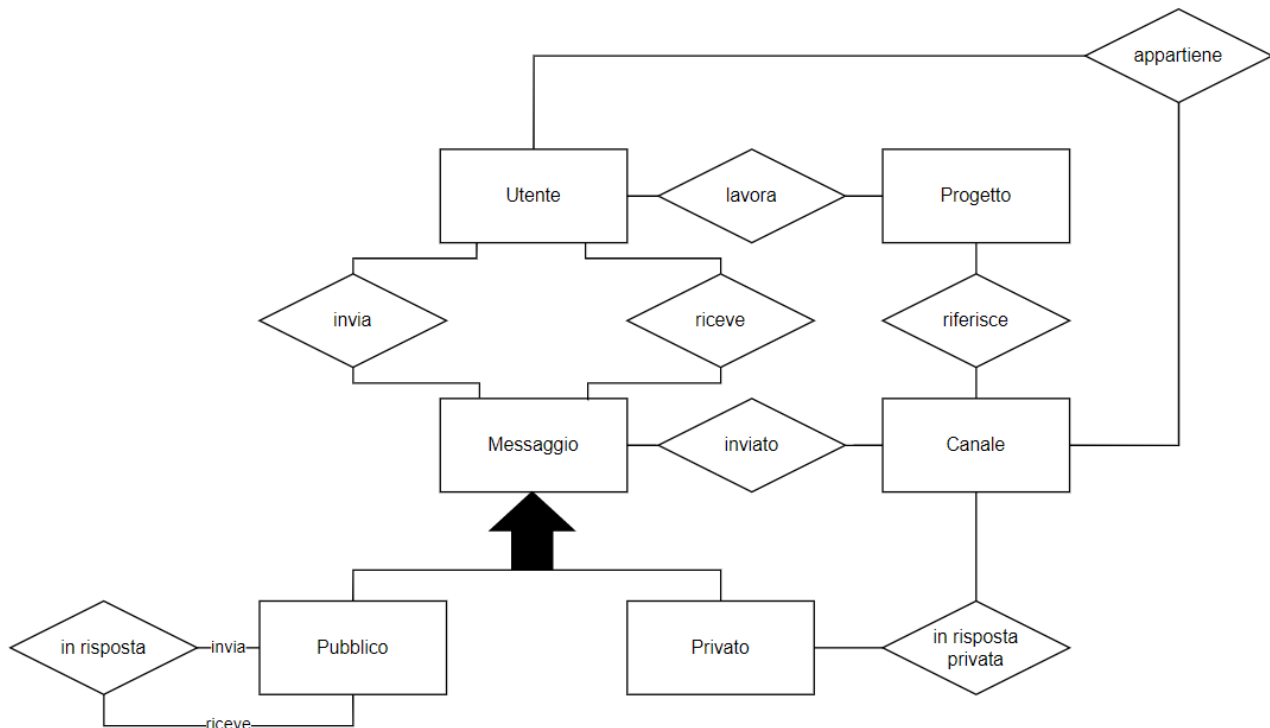 appartiene
Utente
lavora
Progetto
invia
riceve
riferisce
Messaggio
inviato
Canale
in risposta
invia
Pubblico
Privato
in risposta
privata
riceve